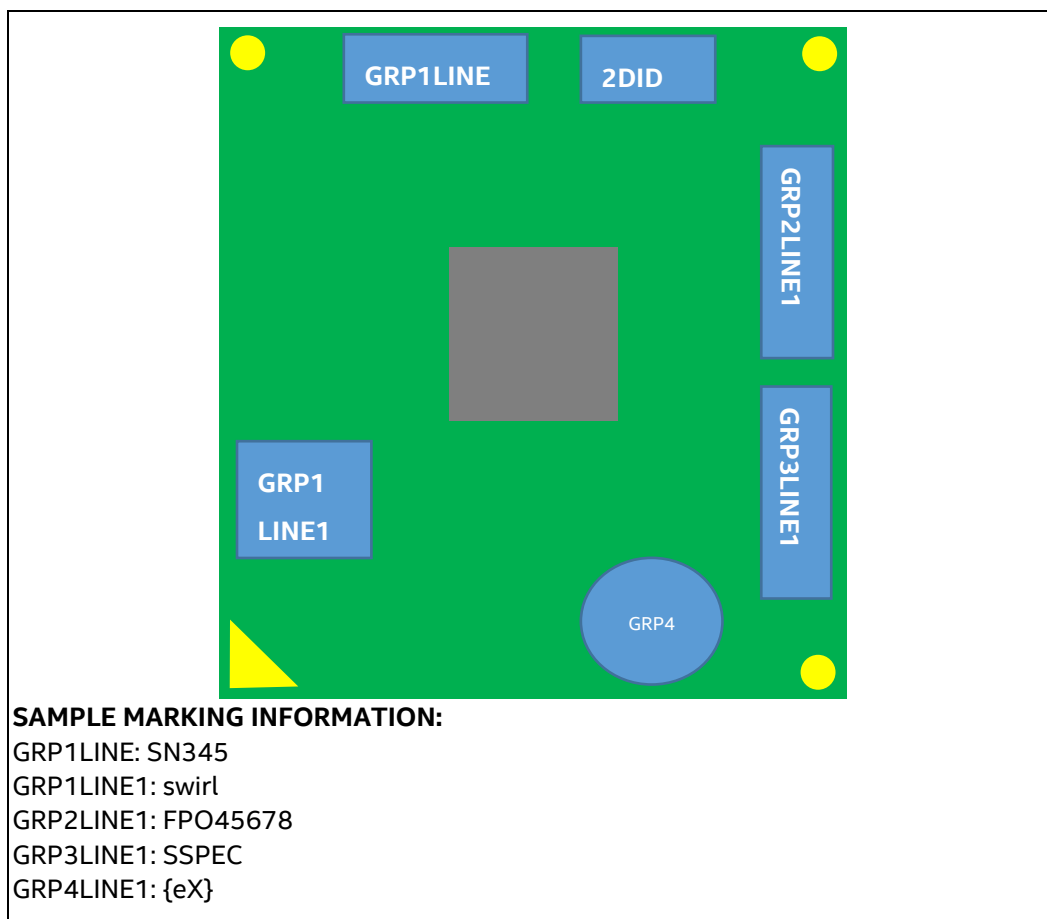 GRP1LINE
2DID
GRP2LINE1
GRP3LINE1
GRP1
LINE1
GRP4
SAMPLE MARKING INFORMATION:
GRP1LINE: SN345
GRP1LINE1: swirl
GRP2LINE1: FPO45678
GRP3LINE1: SSPEC
GRP4LINE1: {eX}